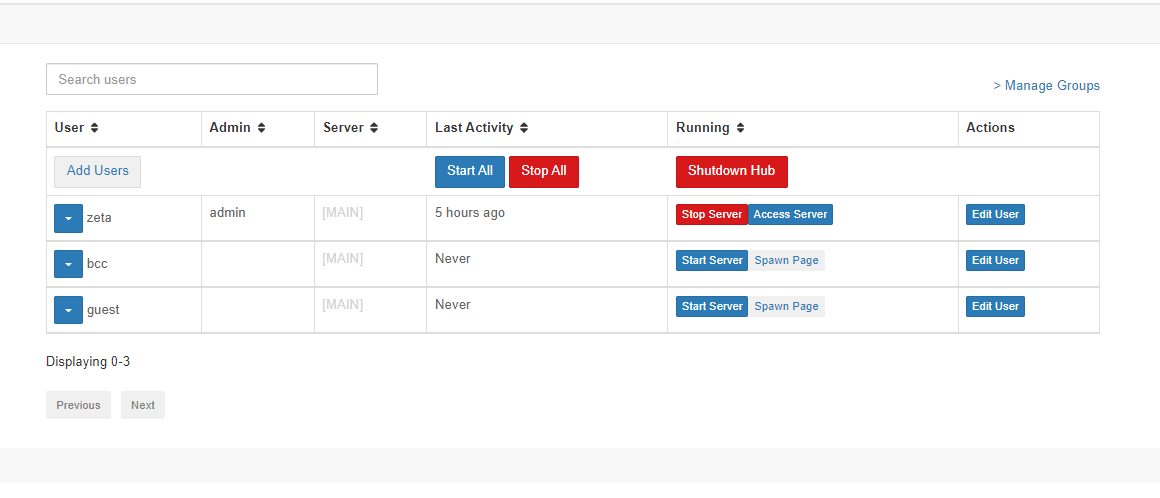 Search users
> Manage Groups
User Admin Server Last Activity Running Actions
Add Users Start All Stop All Shutdown Hub
zeta admin [MAIN] 5 hours ago Stop Server Access Server Edit User
bcc [MAIN] Never Start Server Spawn Page Edit User
guest [MAIN] Never Start Server Spawn Page Edit User
Displaying 0-3
Previous Next